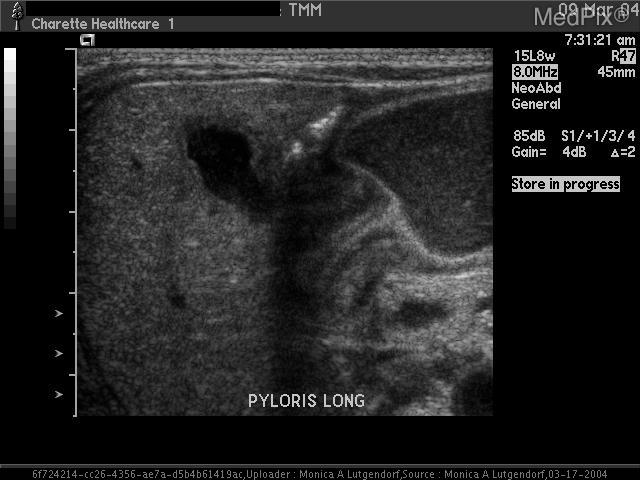 TMM
09 Mar 04
MedPix®
Charette Healthcare 1
7:31:21 am
15L8w R47
8.0MHz 45mm
NeoAbd
General
85dB S1/+1/3/4
Gain= 4dB ∆=2
Store in progress
PYLORIS LONG
6f724214-cc26-4356-ae7a-d5b4b61419ac,Uploader : Monica A Lutgendorf,Source : Monica A Lutgendorf,03-17-2004